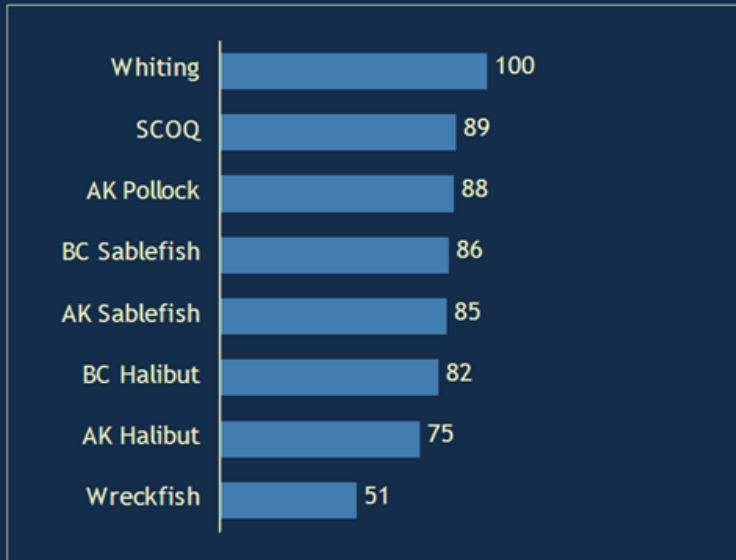 Whiting 100
SCOQ 89
AK Pollock 88
BC Sablefish 86
AK Sablefish 85
BC Halibut 82
AK Halibut 75
Wreckfish 51